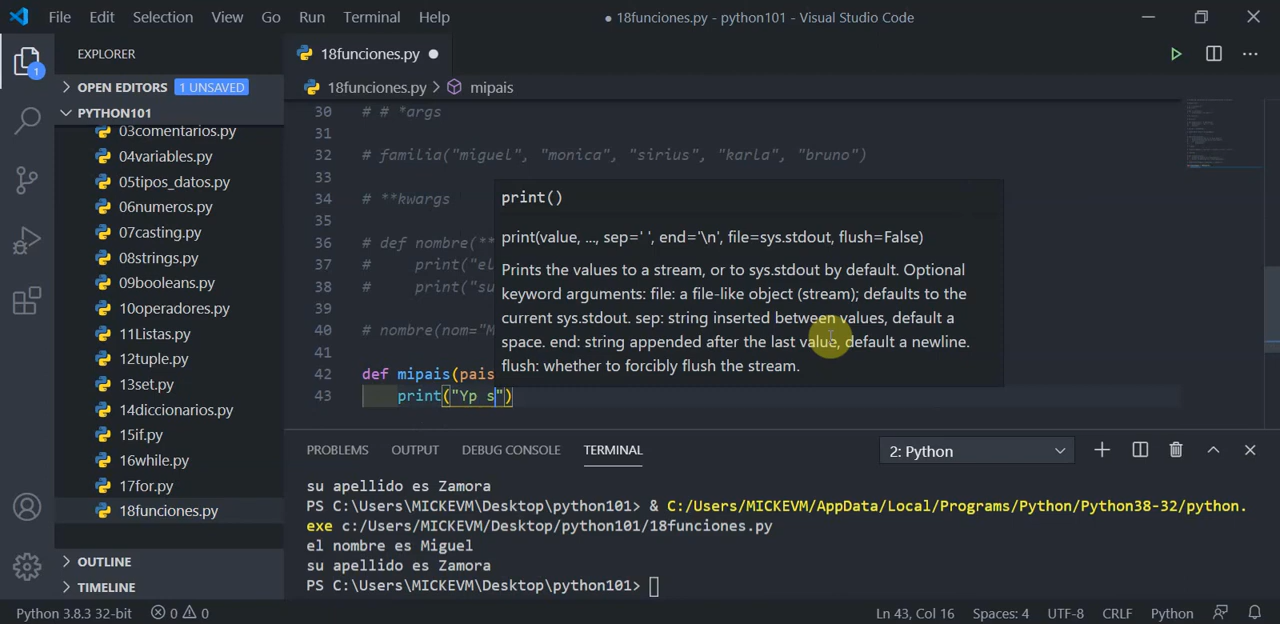 File Edit Selection View Go Run Terminal Help
● 18funciones.py - python101 - Visual Studio Code
EXPLORER
OPEN EDITORS 1 UNSAVED
PYTHON101
03comentarios.py
04variables.py
05tipos_datos.py
06numeros.py
07casting.py
08strings.py
09booleans.py
10operadores.py
11Listas.py
12tuple.py
13set.py
14diccionarios.py
15if.py
16while.py
17for.py
18funciones.py
OUTLINE
TIMELINE
1
18funciones.py ●
18funciones.py > mipais
30 # # *args
31
32 # familia("miguel", "monica", "sirius", "karla", "bruno")
33
34 # **kwargs
35
36 # def nombre(**
37 #     print("el
38 #     print("su
39
40 # nombre(nom="M
41
42 def mipais(pais
43     print("Yp s")
print()
print(value, ..., sep=' ', end='\n', file=sys.stdout, flush=False)
Prints the values to a stream, or to sys.stdout by default. Optional
keyword arguments: file: a file-like object (stream); defaults to the
current sys.stdout. sep: string inserted between values, default a
space. end: string appended after the last value, default a newline.
flush: whether to forcibly flush the stream.
PROBLEMS OUTPUT DEBUG CONSOLE TERMINAL 2: Python
su apellido es Zamora
PS C:\Users\MICKEVM\Desktop\python101> & C:/Users/MICKEVM/AppData/Local/Programs/Python/Python38-32/python.
exe c:/Users/MICKEVM/Desktop/python101/18funciones.py
el nombre es Miguel
su apellido es Zamora
PS C:\Users\MICKEVM\Desktop\python101>
Python 3.8.3 32-bit 0 0 Ln 43, Col 16 Spaces: 4 UTF-8 CRLF Python